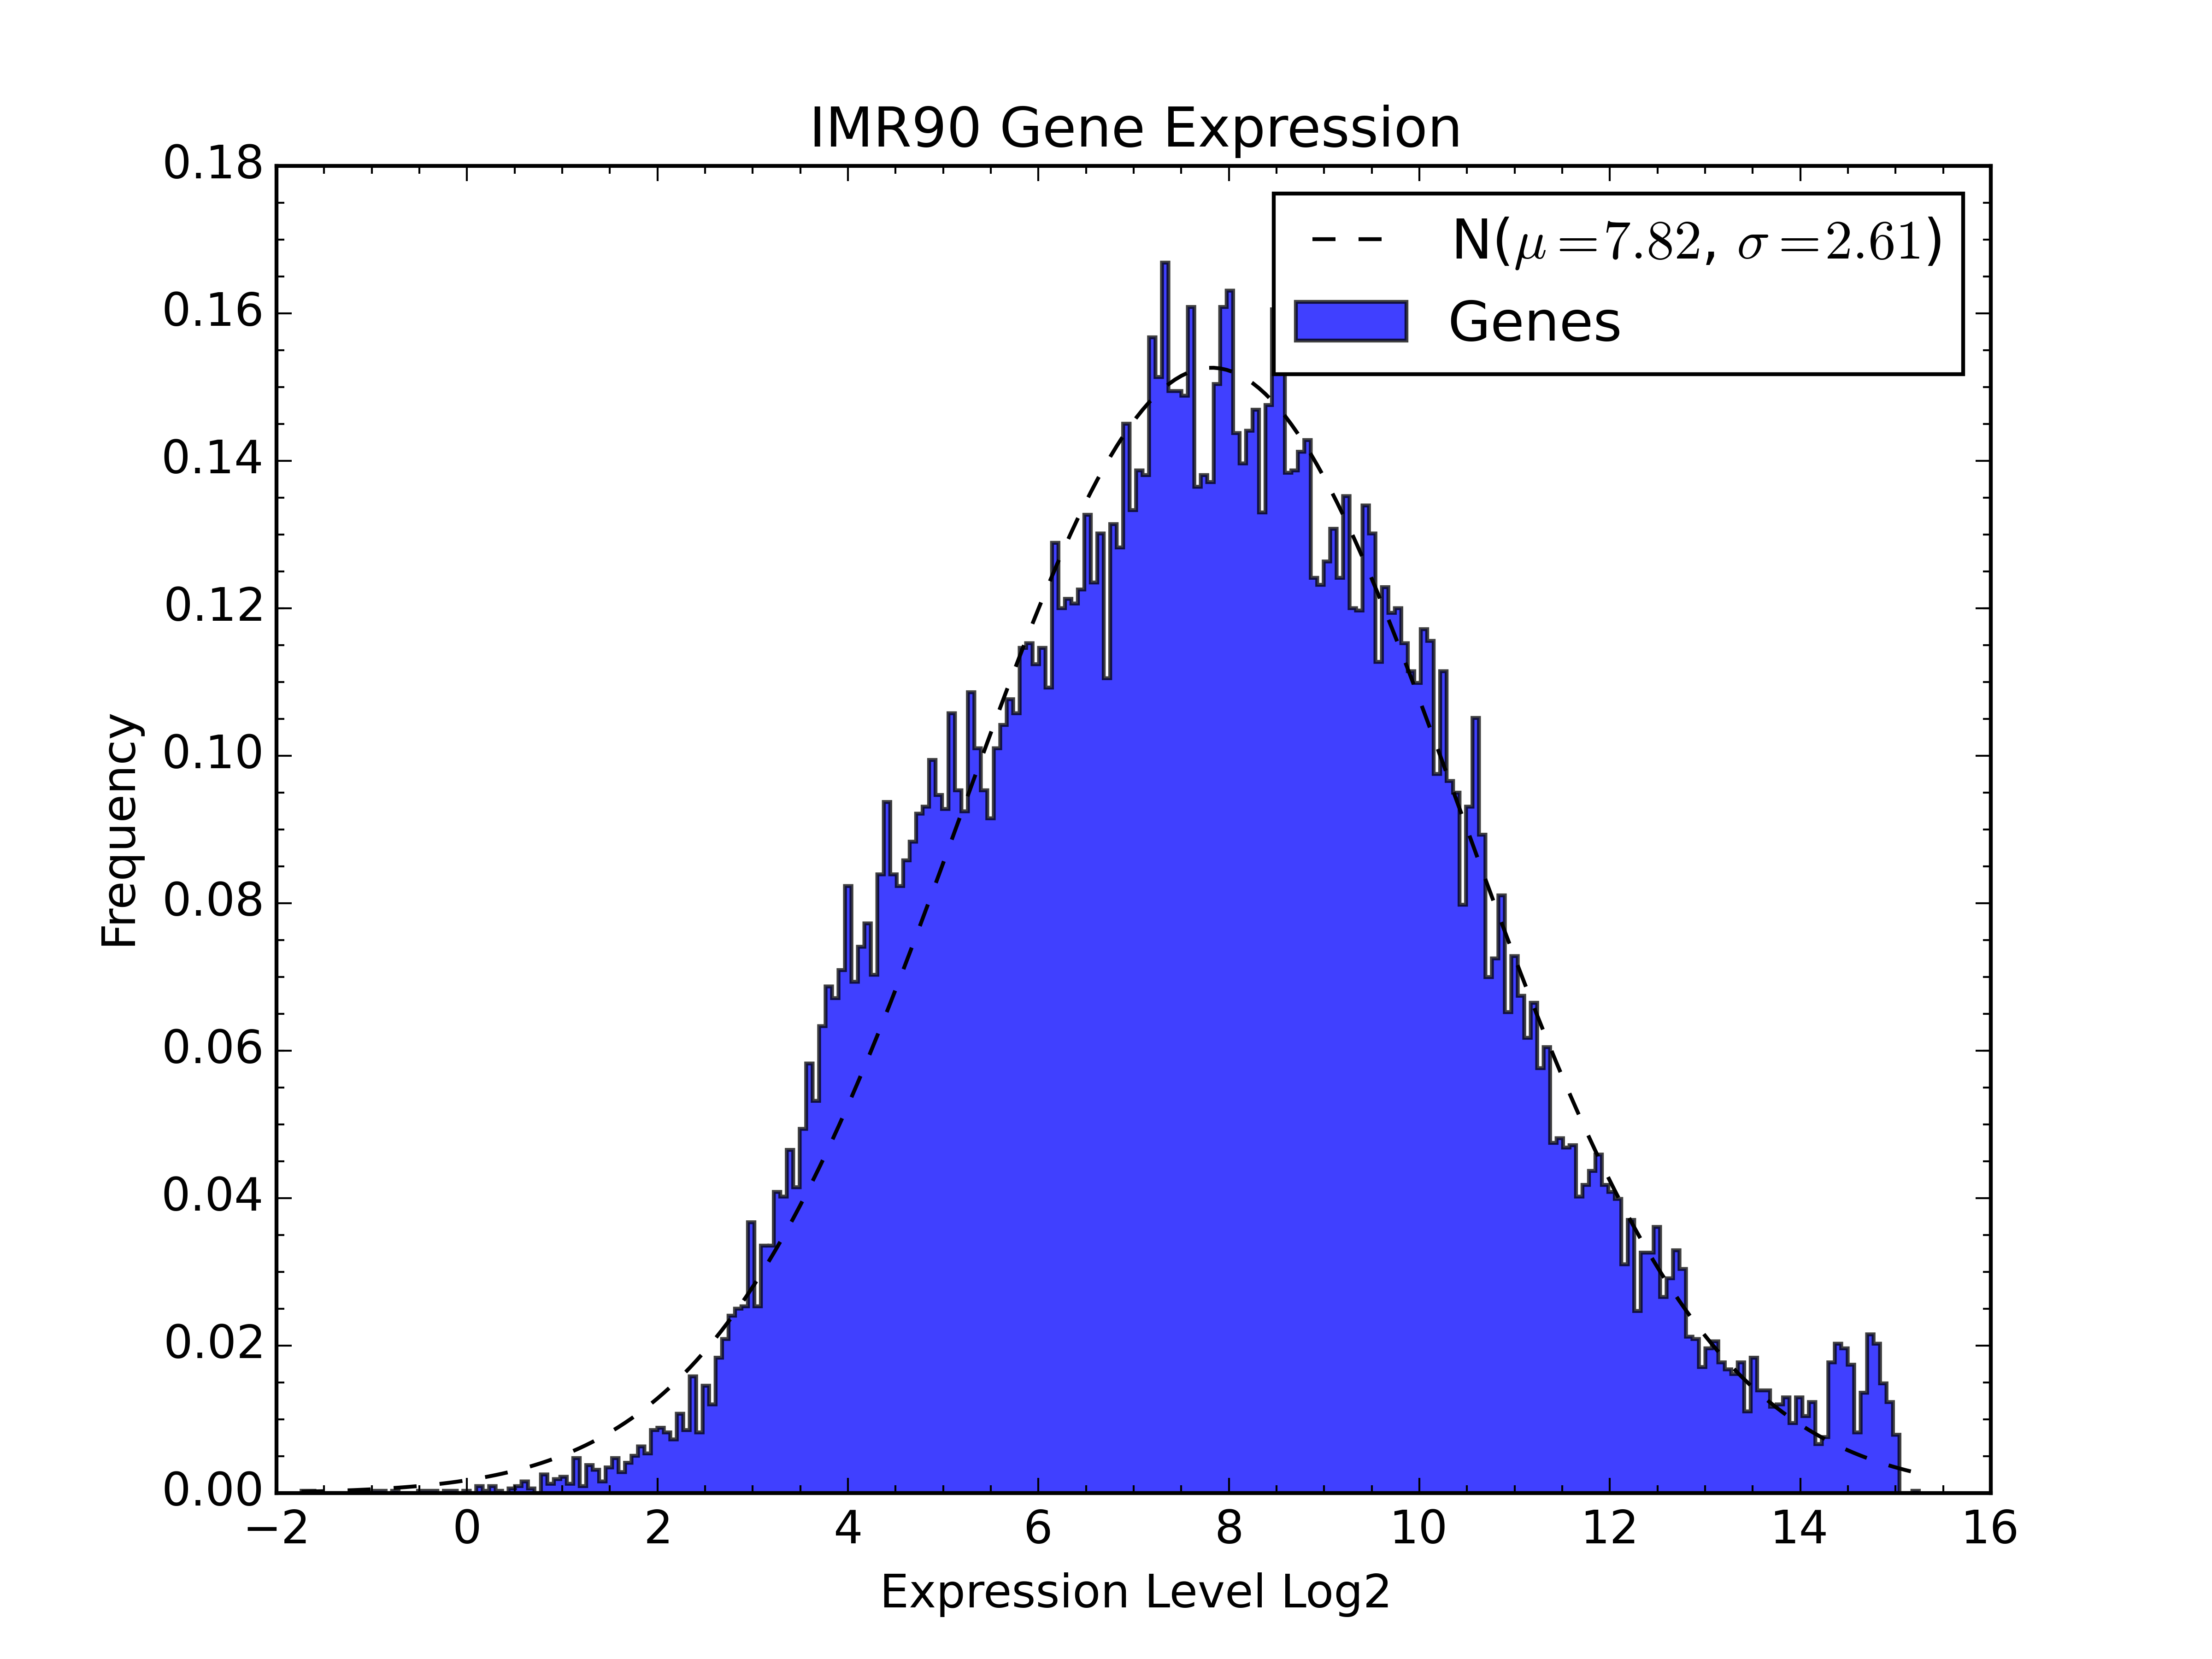 IMR90 Gene Expression
N(μ=7.82, σ=2.61)
Genes
0.18
0.16
0.14
0.12
0.10
0.08
0.06
0.04
0.02
0.00
Frequency
−2 0 2 4 6 8 10 12 14 16
Expression Level Log2